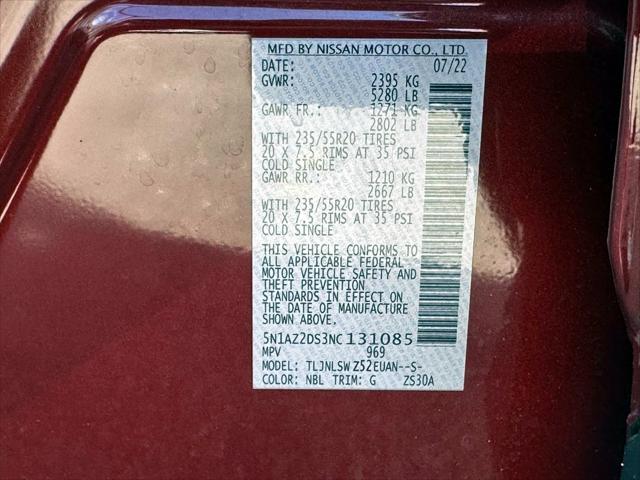 MFD BY NISSAN MOTOR CO., LTD.
DATE: 07/22
GVWR: 2395 KG
5280 LB
GAWR FR.: 1271 KG
2802 LB
WITH 235/55R20 TIRES
20 X 7.5 RIMS AT 35 PSI
COLD SINGLE
GAWR RR.: 1210 KG
2667 LB
WITH 235/55R20 TIRES
20 X 7.5 RIMS AT 35 PSI
COLD SINGLE
THIS VEHICLE CONFORMS TO
ALL APPLICABLE FEDERAL
MOTOR VEHICLE SAFETY AND
THEFT PREVENTION
STANDARDS IN EFFECT ON
THE DATE OF MANUFACTURE
SHOWN ABOVE.
5N1AZ2DS3NC131085
MPV 969
MODEL: TLJNLSWZ52EUAN--S-
COLOR: NBL TRIM: G ZS30A